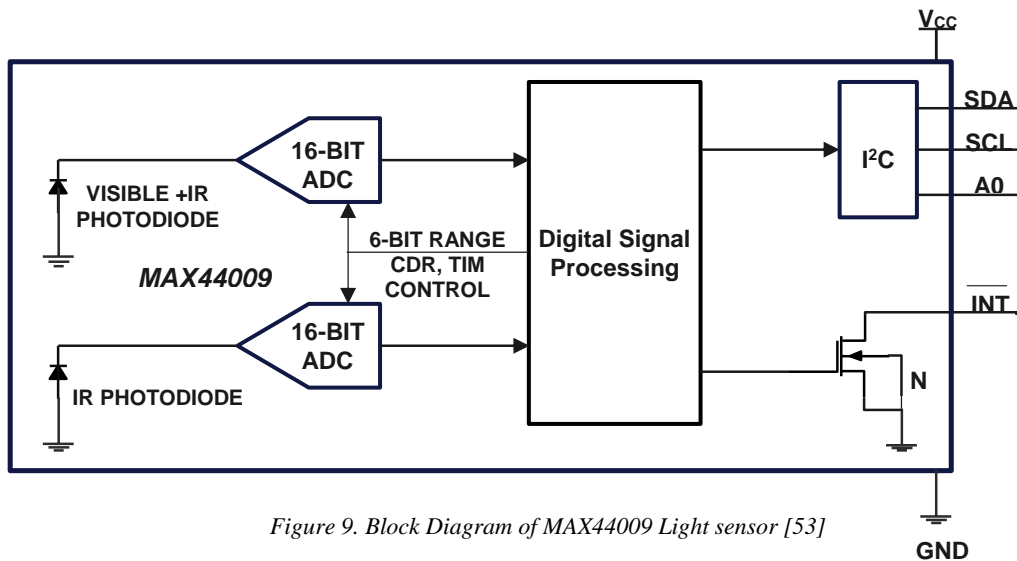 VCC
16-BIT
ADC
VISIBLE +IR
PHOTODIODE
6-BIT RANGE
CDR, TIM
CONTROL
MAX44009
16-BIT
ADC
IR PHOTODIODE
Digital Signal
Processing
I²C
SDA
SCL
A0
INT
N
GND
Figure 9. Block Diagram of MAX44009 Light sensor [53]